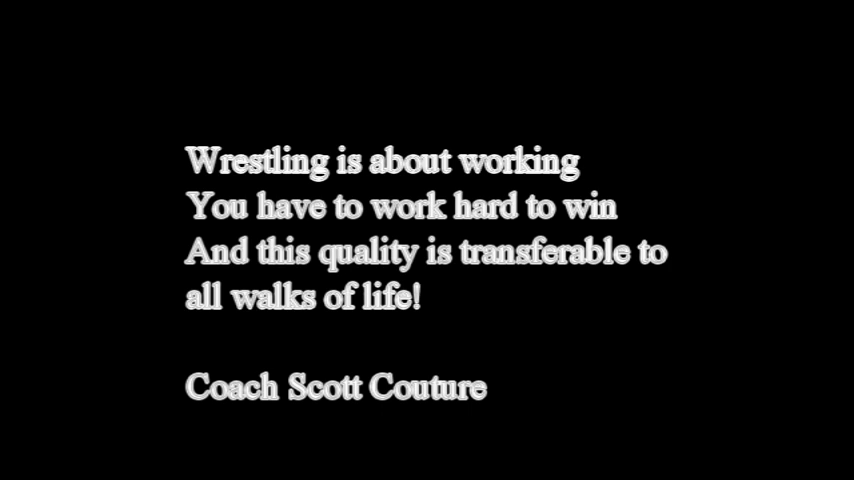 Wrestling is about working
You have to work hard to win
And this quality is transferable to
all walks of life!
Coach Scott Couture